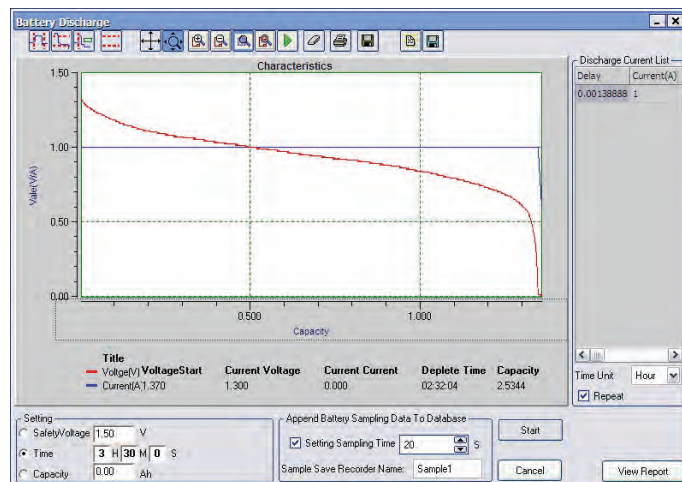 Battery Discharge
Characteristics
Discharge Current List
Delay Current(A)
0.00138888 1
1.50
1.00
0.50
0.00
Vale(V/A)
0.500 1.000
Capacity
Title
Voltge(V) VoltageStart Current Voltage Current Current Deplete Time Capacity
Current(A) 1.370 1.300 0.000 02:32:04 2.5344
Time Unit Hour
Repeat
Setting
SafetyVoltage 1.50 V
Time 3 H 30 M 0 S
Capacity 0.00 Ah
Append Battery Sampling Data To Database
Setting Sampling Time 20 S
Sample Save Recorder Name: Sample1
Start
Cancel
View Report